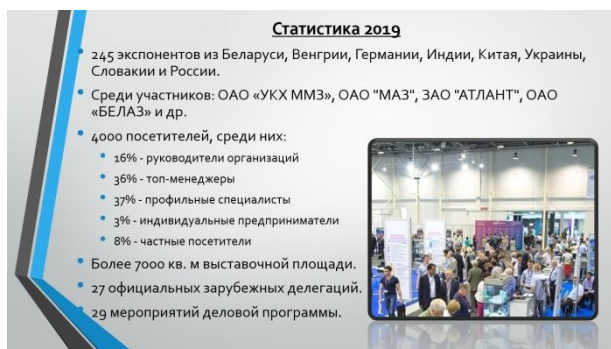 Статистика 2019
245 экспонентов из Беларуси, Венгрии, Германии, Индии, Китая, Украины,
Словакии и России.
Среди участников: ОАО «УКХ ММЗ», ОАО "МАЗ", ЗАО "АТЛАНТ", ОАО
«БЕЛАЗ» и др.
4000 посетителей, среди них:
16% - руководители организаций
36% - топ-менеджеры
37% - профильные специалисты
3% - индивидуальные предприниматели
8% - частные посетители
Более 7000 кв. м выставочной площади.
27 официальных зарубежных делегаций.
29 мероприятий деловой программы.